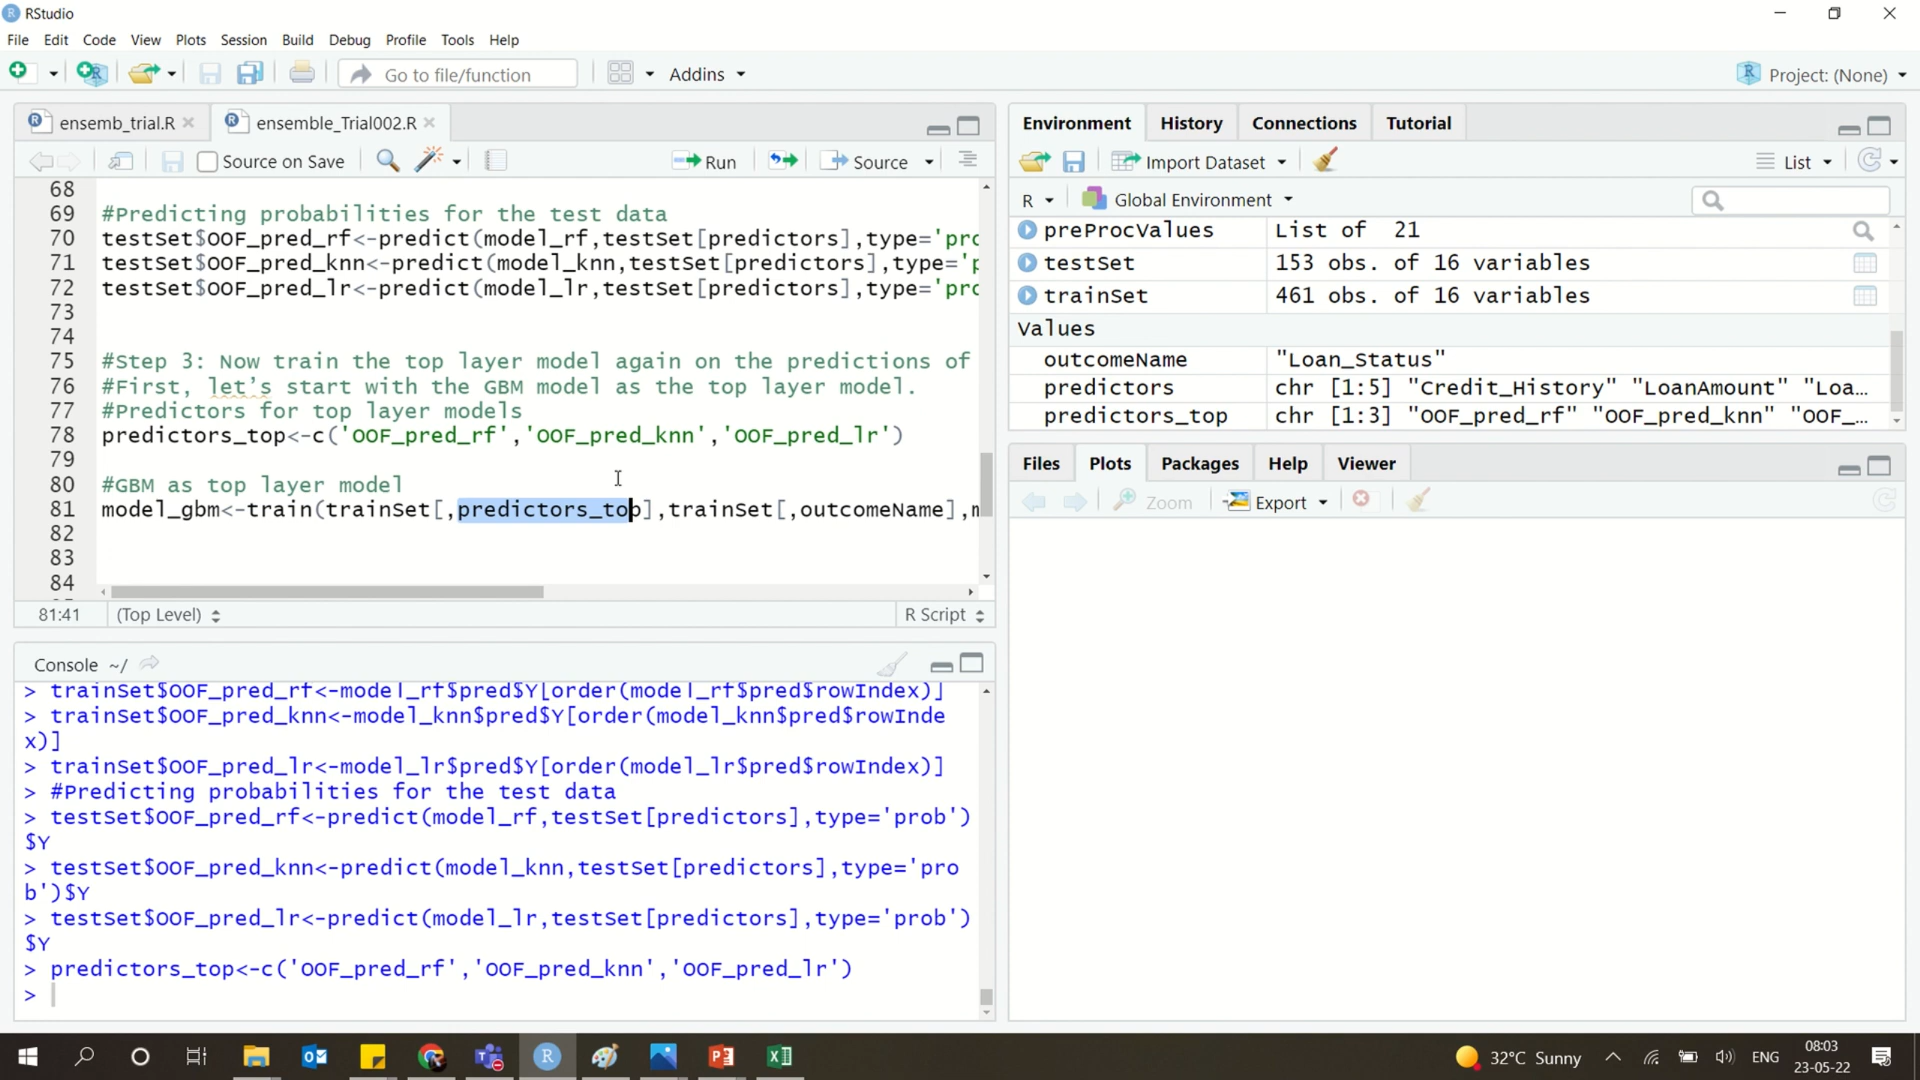 RStudio
File Edit Code View Plots Session Build Debug Profile Tools Help
Go to file/function Addins Project: (None)
ensemb_trial.R ensemble_Trial002.R
Source on Save Run Source
68
69 #Predicting probabilities for the test data
70 testSet$OOF_pred_rf<-predict(model_rf,testSet[predictors],type='prc
71 testSet$OOF_pred_knn<-predict(model_knn,testSet[predictors],type='p
72 testSet$OOF_pred_lr<-predict(model_lr,testSet[predictors],type='prc
73
74
75 #Step 3: Now train the top layer model again on the predictions of
76 #First, let’s start with the GBM model as the top layer model.
77 #Predictors for top layer models
78 predictors_top<-c('OOF_pred_rf','OOF_pred_knn','OOF_pred_lr')
79
80 #GBM as top layer model
81 model_gbm<-train(trainSet[,predictors_top],trainSet[,outcomeName],m
82
83
84
81:41 (Top Level) R Script
Console ~/
> trainSet$OOF_pred_rf<-model_rf$pred$Y[order(model_rf$pred$rowIndex)]
> trainSet$OOF_pred_knn<-model_knn$pred$Y[order(model_knn$pred$rowInde
x)]
> trainSet$OOF_pred_lr<-model_lr$pred$Y[order(model_lr$pred$rowIndex)]
> #Predicting probabilities for the test data
> testSet$OOF_pred_rf<-predict(model_rf,testSet[predictors],type='prob')
$Y
> testSet$OOF_pred_knn<-predict(model_knn,testSet[predictors],type='pro
b')$Y
> testSet$OOF_pred_lr<-predict(model_lr,testSet[predictors],type='prob')
$Y
> predictors_top<-c('OOF_pred_rf','OOF_pred_knn','OOF_pred_lr')
>
Environment History Connections Tutorial
Import Dataset List
R Global Environment
preProcValues List of 21
testSet 153 obs. of 16 variables
trainSet 461 obs. of 16 variables
Values
outcomeName "Loan_Status"
predictors chr [1:5] "Credit_History" "LoanAmount" "Loa…
predictors_top chr [1:3] "OOF_pred_rf" "OOF_pred_knn" "OOF_…
Files Plots Packages Help Viewer
Zoom Export
32°C Sunny ENG 08:03
23-05-22